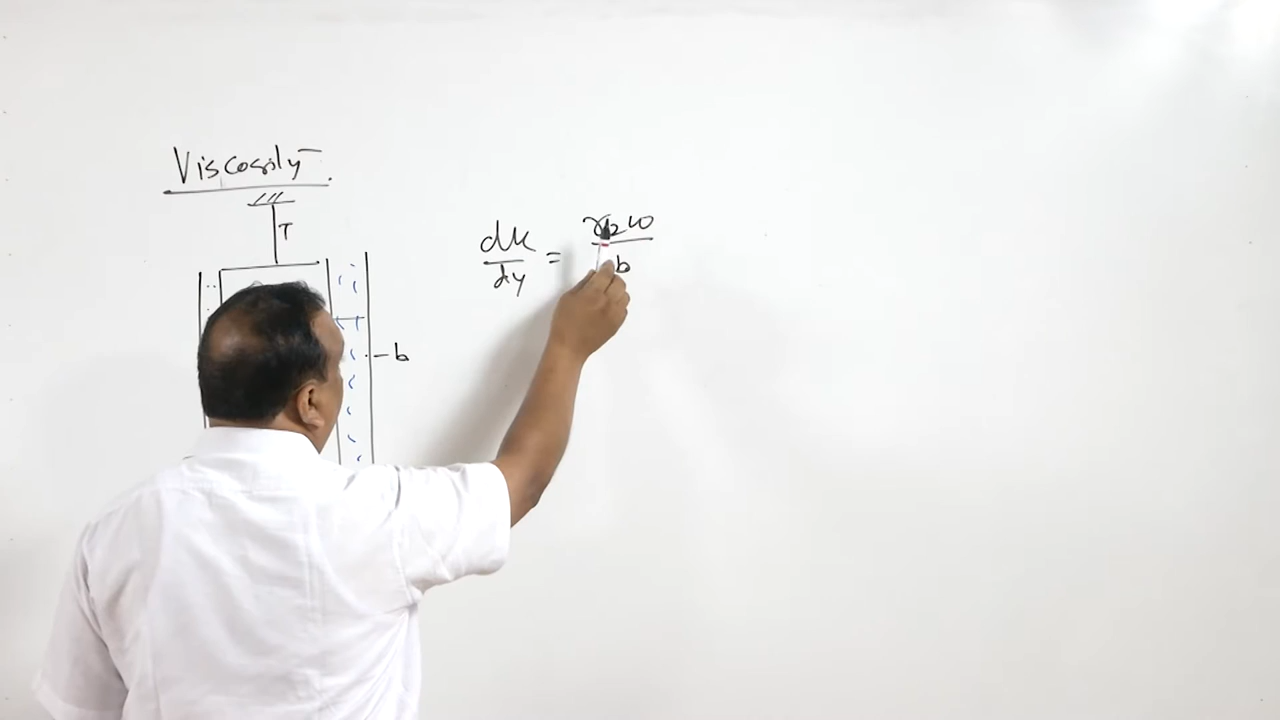 Viscosity
T
du/dy = r₂ω/b
b